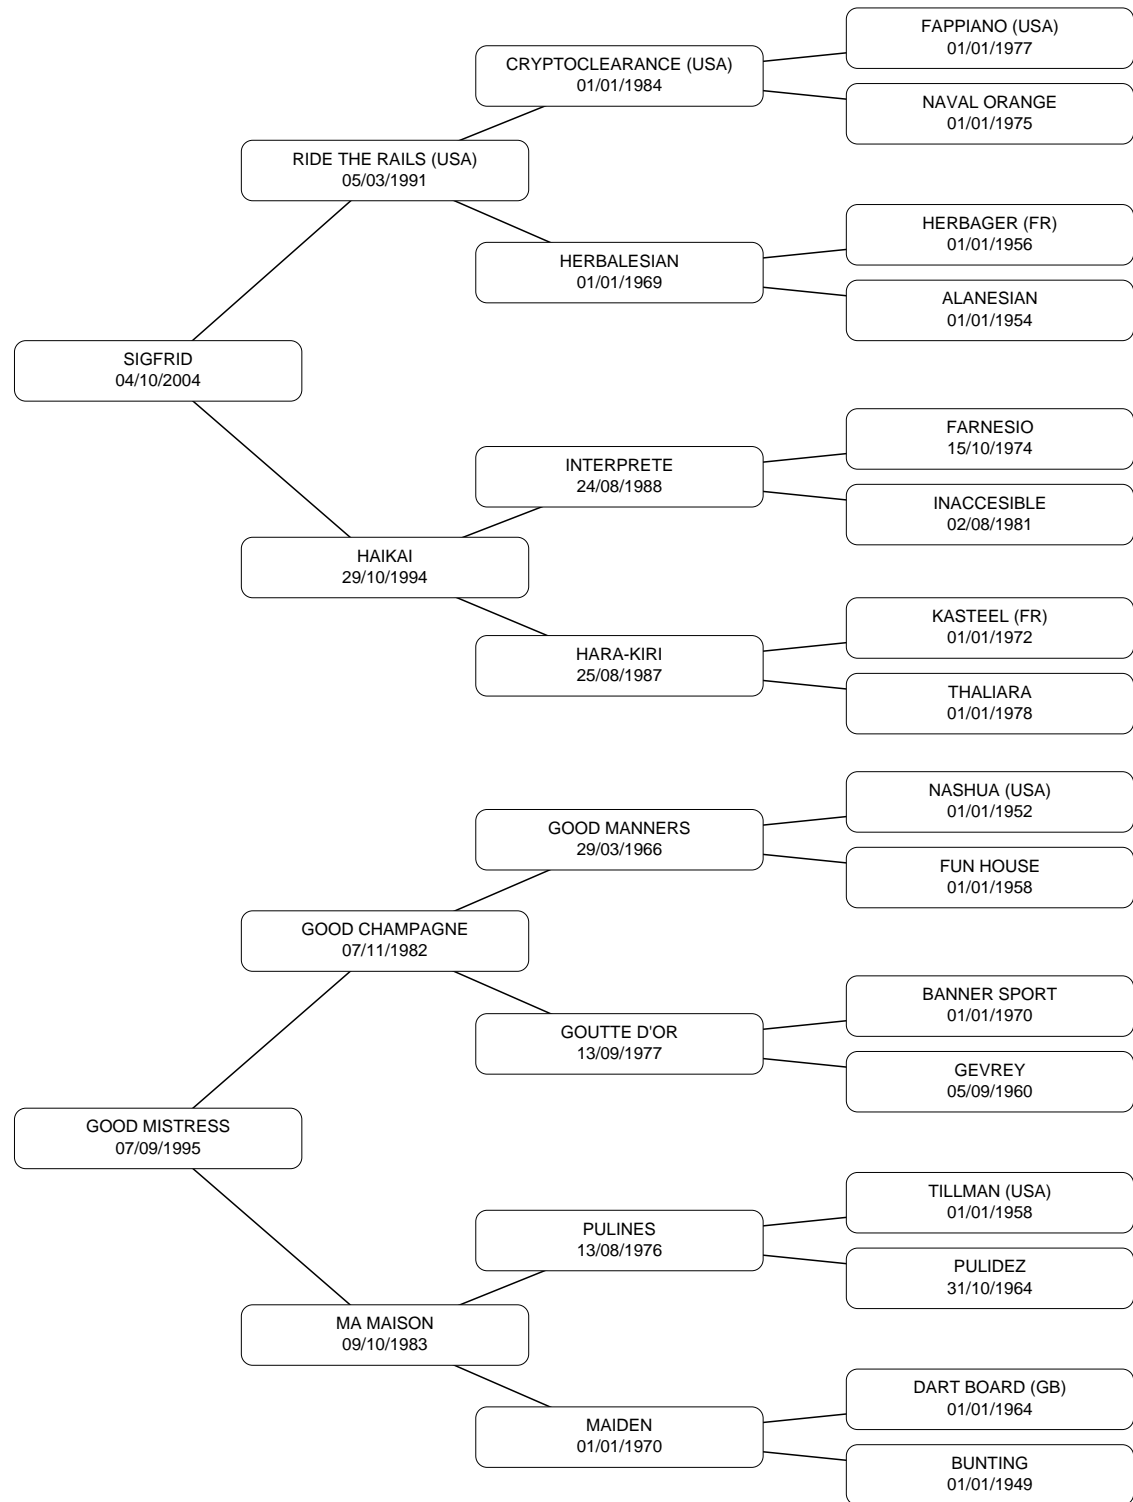 FAPPIANO (USA)
01/01/1977
CRYPTOCLEARANCE (USA)
01/01/1984
NAVAL ORANGE
01/01/1975
RIDE THE RAILS (USA)
05/03/1991
HERBAGER (FR)
01/01/1956
HERBALESIAN
01/01/1969
ALANESIAN
01/01/1954
SIGFRID
04/10/2004
FARNESIO
15/10/1974
INTERPRETE
24/08/1988
INACCESIBLE
02/08/1981
HAIKAI
29/10/1994
KASTEEL (FR)
01/01/1972
HARA-KIRI
25/08/1987
THALIARA
01/01/1978
NASHUA (USA)
01/01/1952
GOOD MANNERS
29/03/1966
FUN HOUSE
01/01/1958
GOOD CHAMPAGNE
07/11/1982
BANNER SPORT
01/01/1970
GOUTTE D'OR
13/09/1977
GEVREY
05/09/1960
GOOD MISTRESS
07/09/1995
TILLMAN (USA)
01/01/1958
PULINES
13/08/1976
PULIDEZ
31/10/1964
MA MAISON
09/10/1983
DART BOARD (GB)
01/01/1964
MAIDEN
01/01/1970
BUNTING
01/01/1949